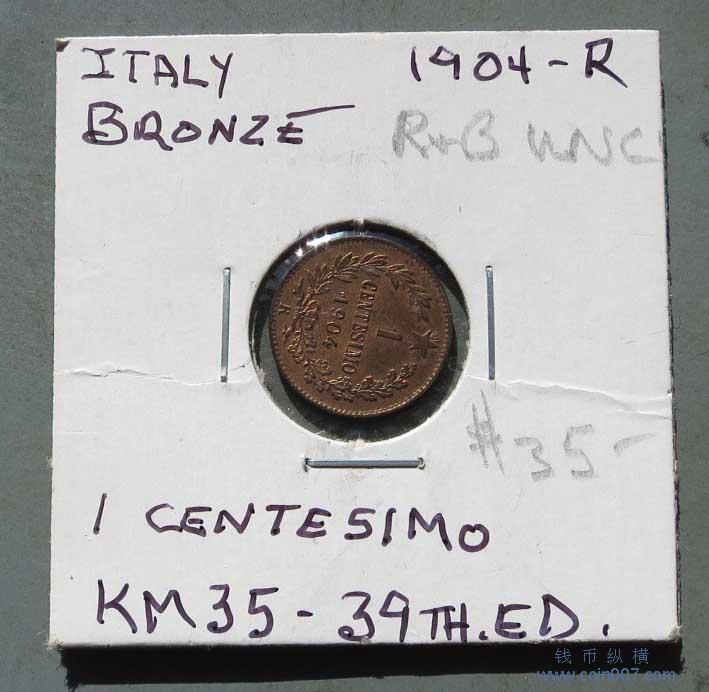 ITALY 1904-R
BRONZE R+B UNC
1
CENTESIMO
·1904·
R
#35-
1 CENTESIMO
KM35-39TH.ED.
钱币纵横
www.coin007.com